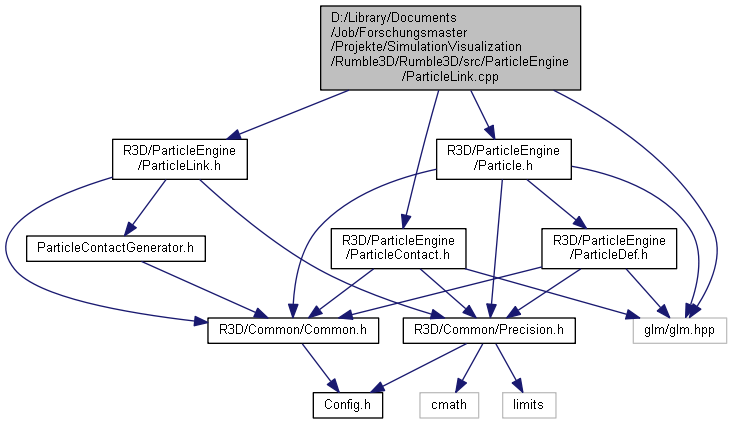 D:/Library/Documents
/Job/Forschungsmaster
/Projekte/SimulationVisualization
/Rumble3D/Rumble3D/src/ParticleEngine
/ParticleLink.cpp
R3D/ParticleEngine
/ParticleLink.h
R3D/ParticleEngine
/Particle.h
ParticleContactGenerator.h
R3D/ParticleEngine
/ParticleContact.h
R3D/ParticleEngine
/ParticleDef.h
R3D/Common/Common.h
R3D/Common/Precision.h
glm/glm.hpp
Config.h
cmath
limits